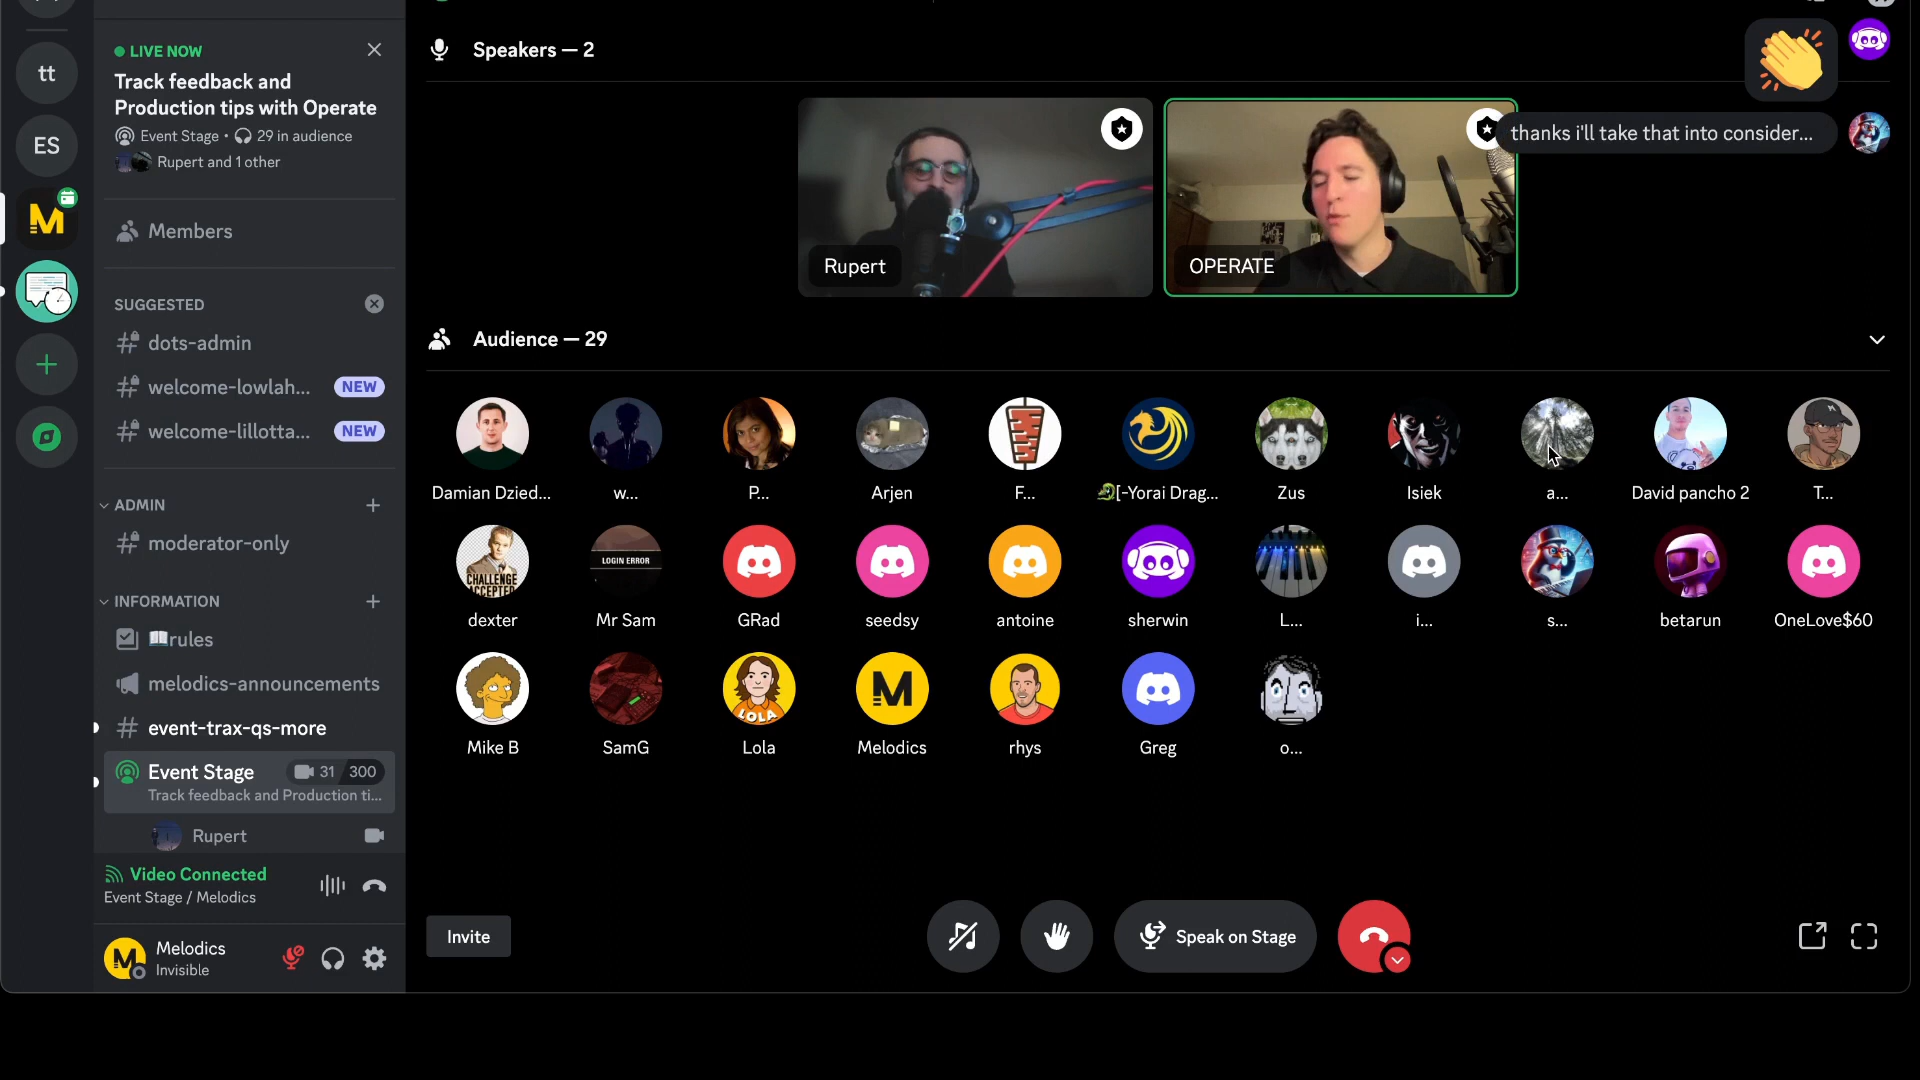 tt
ES
LIVE NOW
Track feedback and
Production tips with Operate
Event Stage • 29 in audience
Rupert and 1 other
Members
SUGGESTED
dots-admin
welcome-lowlah... NEW
welcome-lillotta... NEW
ADMIN
moderator-only
INFORMATION
rules
melodics-announcements
event-trax-qs-more
Event Stage 31 300
Track feedback and Production ti...
Rupert
Video Connected
Event Stage / Melodics
Melodics
Invisible
Speakers — 2
thanks i'll take that into consider...
Rupert
OPERATE
Audience — 29
Damian Dzied...
w...
P...
Arjen
F...
[-Yorai Drag...
Zus
Isiek
a...
David pancho 2
T...
CHALLENGE
ACCEPTED
LOGIN ERROR
dexter
Mr Sam
GRad
seedsy
antoine
sherwin
L...
i...
s...
betarun
OneLove$60
LOLA
M
Mike B
SamG
Lola
Melodics
rhys
Greg
o...
Invite
Speak on Stage